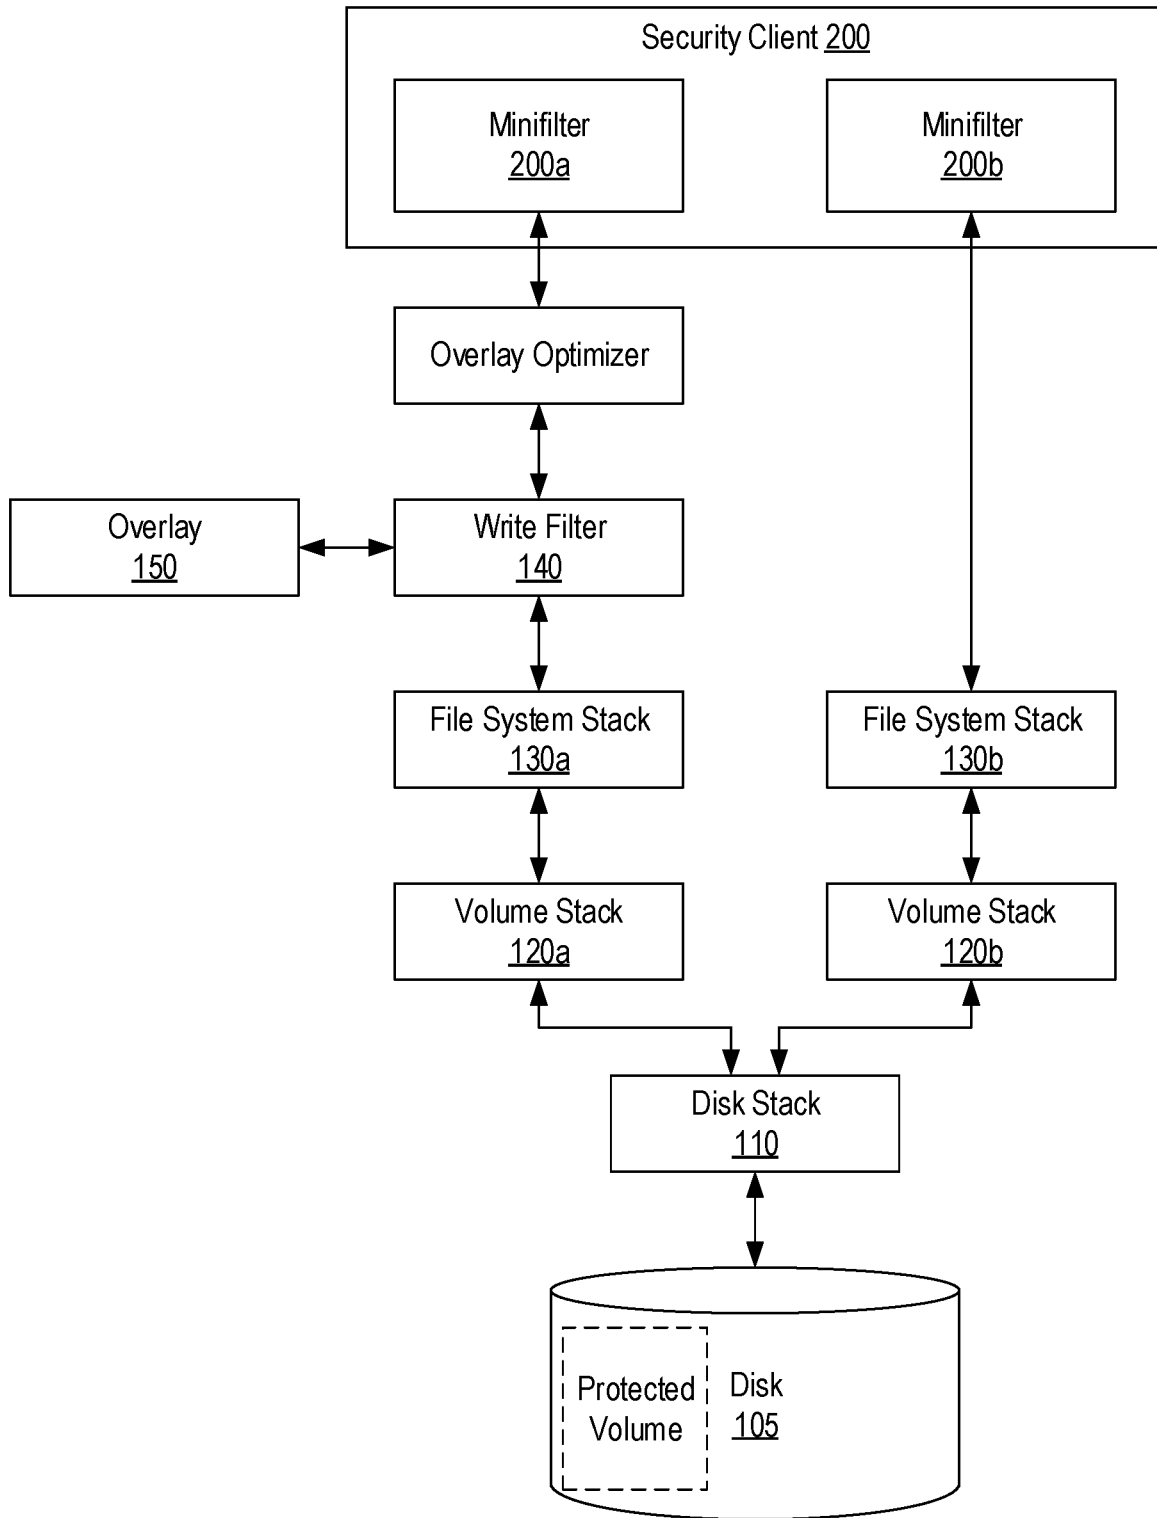 Security Client 200
Minifilter
200a
Minifilter
200b
Overlay Optimizer
Overlay
150
Write Filter
140
File System Stack
130a
File System Stack
130b
Volume Stack
120a
Volume Stack
120b
Disk Stack
110
Protected
Volume
Disk
105